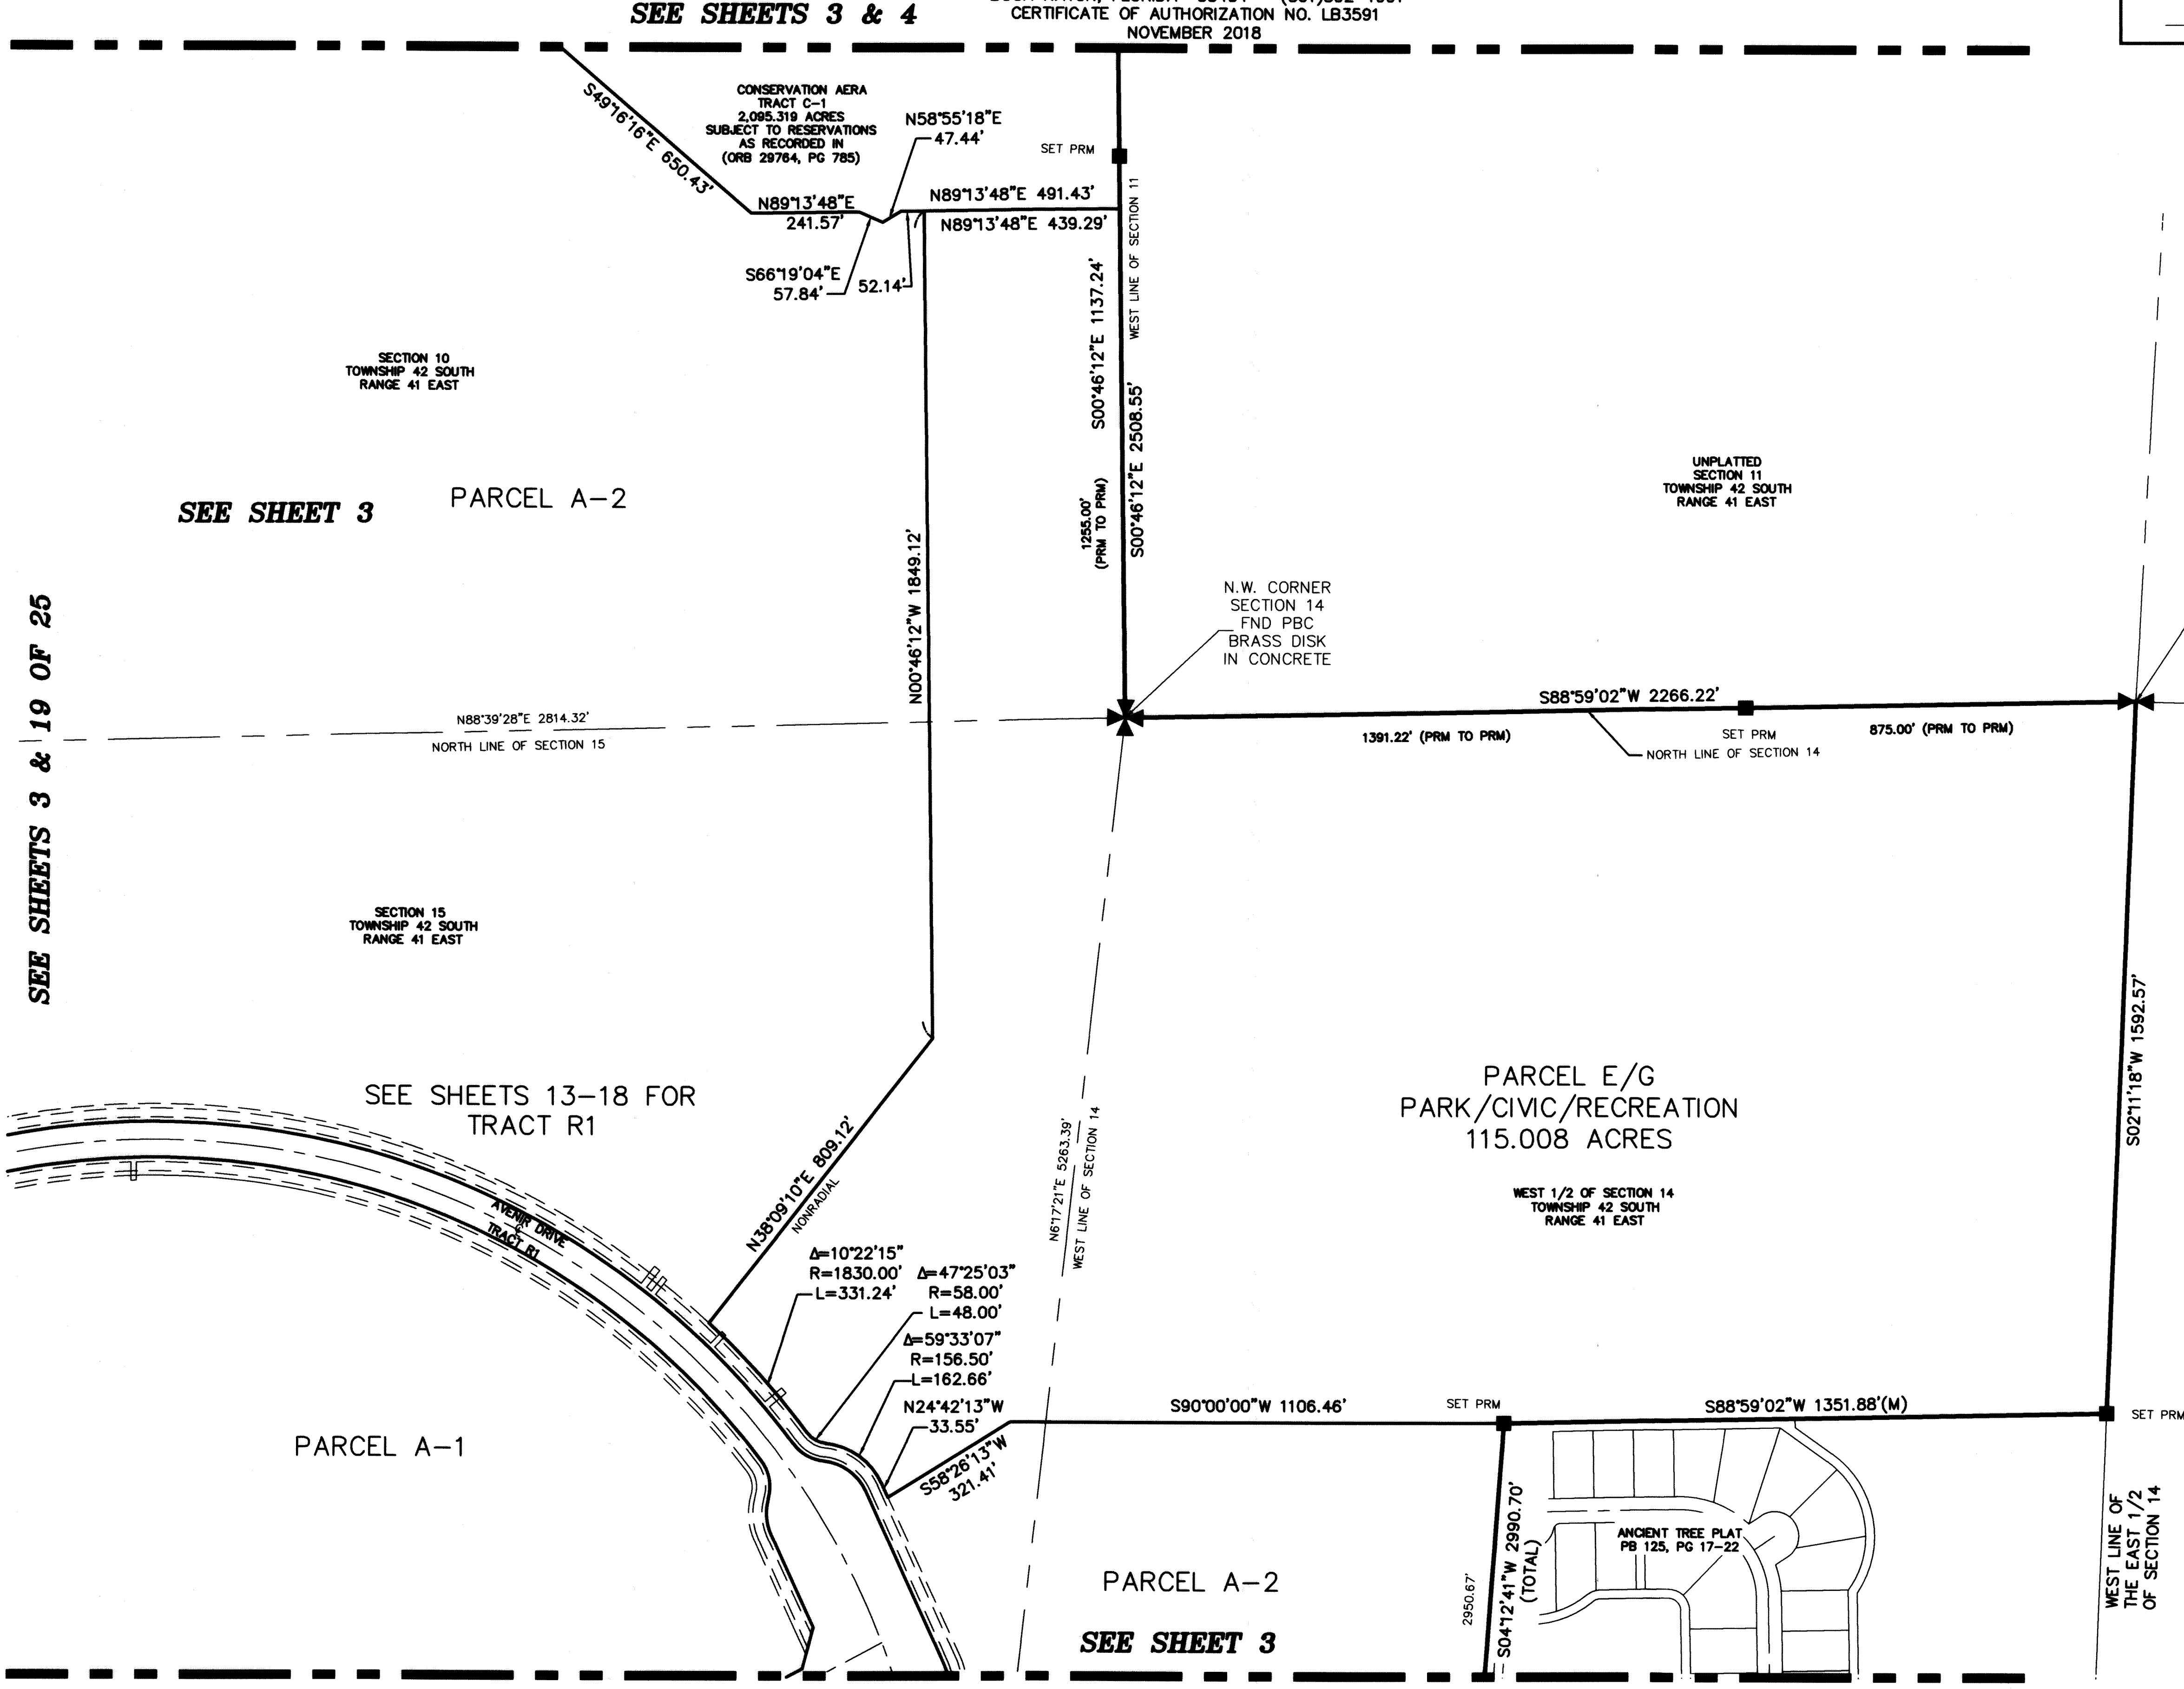 SEE SHEETS 3 & 4
CERTIFICATE OF AUTHORIZATION NO. LB3591
NOVEMBER 2018
S49°16'16"E 650.43'
CONSERVATION AERA
TRACT C-1
2,095.319 ACRES
SUBJECT TO RESERVATIONS
AS RECORDED IN
(ORB 29764, PG 785)
N58°55'18"E
47.44'
SET PRM
N89°13'48"E
241.57'
N89°13'48"E 491.43'
N89°13'48"E 439.29'
S66°19'04"E
57.84'
52.14'
WEST LINE OF SECTION 11
S00°46'12"E 1137.24'
S00°46'12"E 2508.55'
1255.00'
(PRM TO PRM)
SECTION 10
TOWNSHIP 42 SOUTH
RANGE 41 EAST
SEE SHEET 3
PARCEL A-2
UNPLATTED
SECTION 11
TOWNSHIP 42 SOUTH
RANGE 41 EAST
N00°46'12"W 1849.12'
N.W. CORNER
SECTION 14
FND PBC
BRASS DISK
IN CONCRETE
SEE SHEETS 3 & 19 OF 25
N88°39'28"E 2814.32'
NORTH LINE OF SECTION 15
S88°59'02"W 2266.22'
1391.22' (PRM TO PRM)
SET PRM
875.00' (PRM TO PRM)
NORTH LINE OF SECTION 14
SECTION 15
TOWNSHIP 42 SOUTH
RANGE 41 EAST
S02°11'18"W 1592.57'
SEE SHEETS 13-18 FOR
TRACT R1
PARCEL E/G
PARK/CIVIC/RECREATION
115.008 ACRES
WEST 1/2 OF SECTION 14
TOWNSHIP 42 SOUTH
RANGE 41 EAST
N38°09'10"E 809.12'
NONRADIAL
N6°17'21"E 5263.39'
WEST LINE OF SECTION 14
AVENIR DRIVE
TRACT R1
Δ=10°22'15"
R=1830.00'
L=331.24'
Δ=47°25'03"
R=58.00'
L=48.00'
Δ=59°33'07"
R=156.50'
L=162.66'
N24°42'13"W
33.55'
S58°26'13"W
321.41'
S90°00'00"W 1106.46'
SET PRM
S88°59'02"W 1351.88'(M)
SET PRM
PARCEL A-1
PARCEL A-2
SEE SHEET 3
2950.67'
S04°12'41"W 2990.70'
(TOTAL)
ANCIENT TREE PLAT
PB 125, PG 17-22
WEST LINE OF
THE EAST 1/2
OF SECTION 14